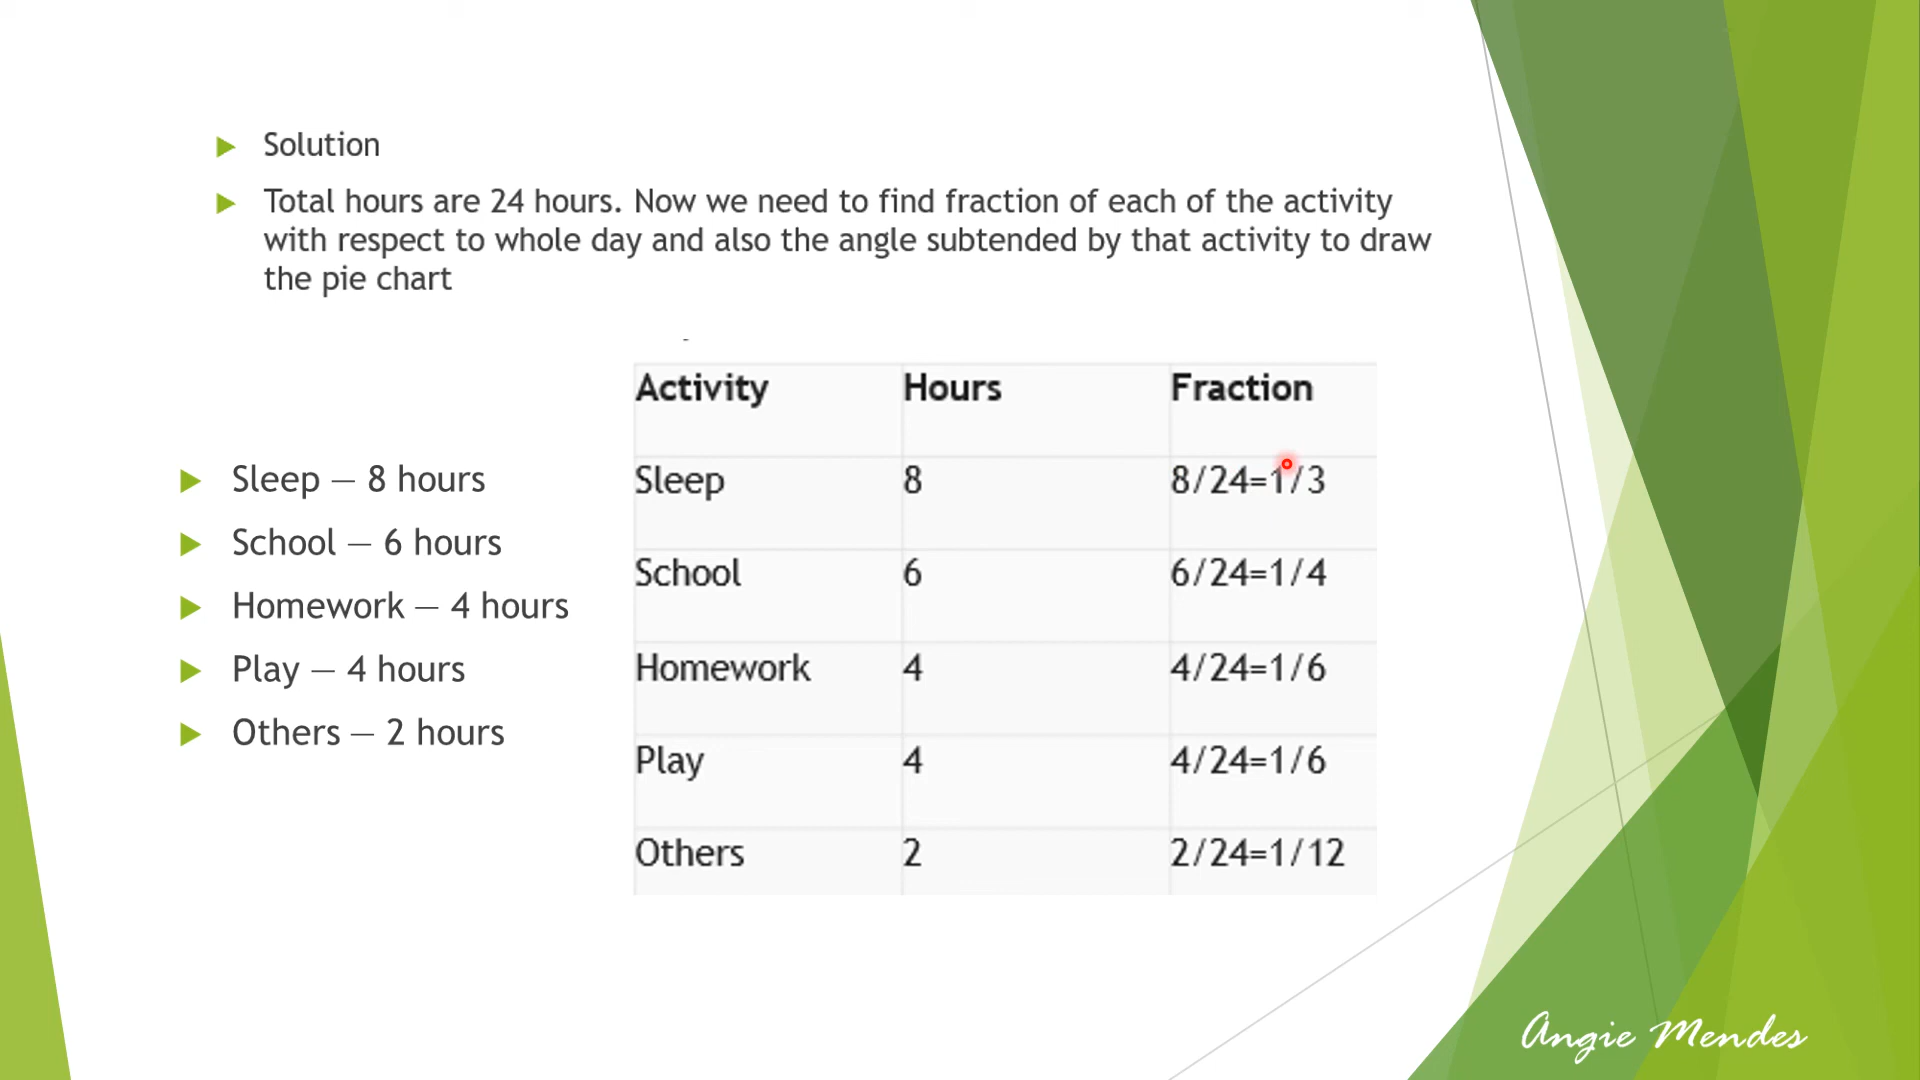 Solution
Total hours are 24 hours. Now we need to find fraction of each of the activity
with respect to whole day and also the angle subtended by that activity to draw
the pie chart
Sleep — 8 hours
School — 6 hours
Homework — 4 hours
Play — 4 hours
Others — 2 hours
Activity Hours Fraction
Sleep 8 8/24=1/3
School 6 6/24=1/4
Homework 4 4/24=1/6
Play 4 4/24=1/6
Others 2 2/24=1/12
Angie Mendes